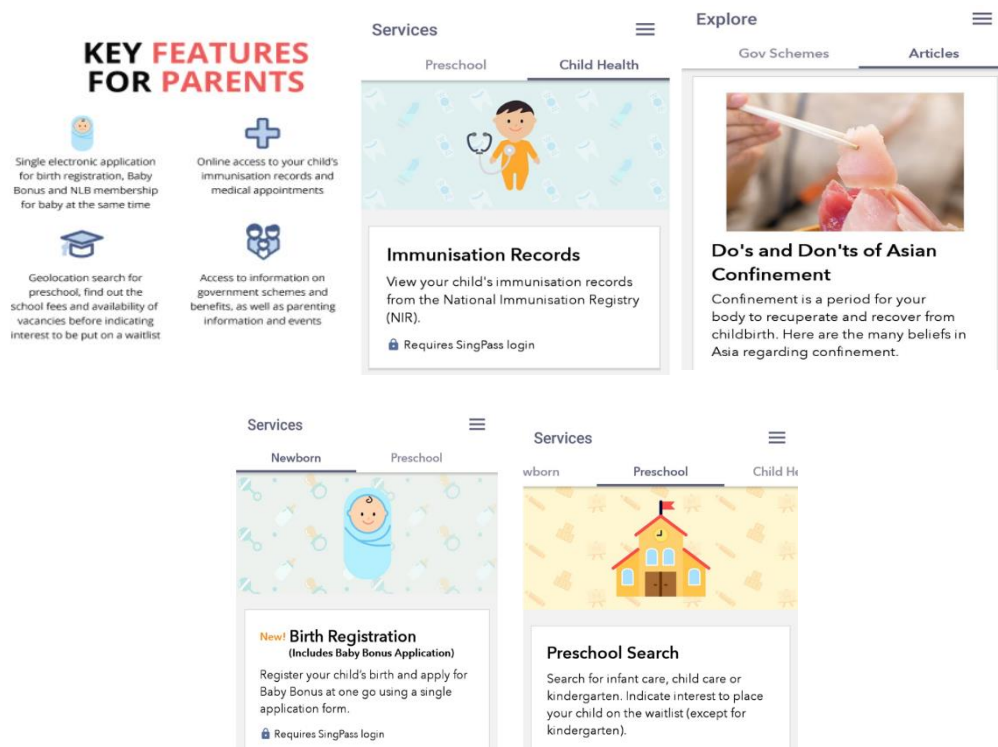 KEY FEATURES
FOR PARENTS
Single electronic application
for birth registration, Baby
Bonus and NLB membership
for baby at the same time
Online access to your child's
immunisation records and
medical appointments
Geolocation search for
preschool, find out the
school fees and availability of
vacancies before indicating
interest to be put on a waitlist
Access to information on
government schemes and
benefits, as well as parenting
information and events
Services
Preschool Child Health
Immunisation Records
View your child's immunisation records
from the National Immunisation Registry
(NIR).
Requires SingPass login
Explore
Gov Schemes Articles
Do's and Don'ts of Asian
Confinement
Confinement is a period for your
body to recuperate and recover from
childbirth. Here are the many beliefs in
Asia regarding confinement.
Services
Newborn Preschool
New! Birth Registration
(Includes Baby Bonus Application)
Register your child's birth and apply for
Baby Bonus at one go using a single
application form.
Requires SingPass login
Services
wborn Preschool Child He
Preschool Search
Search for infant care, child care or
kindergarten. Indicate interest to place
your child on the waitlist (except for
kindergarten).